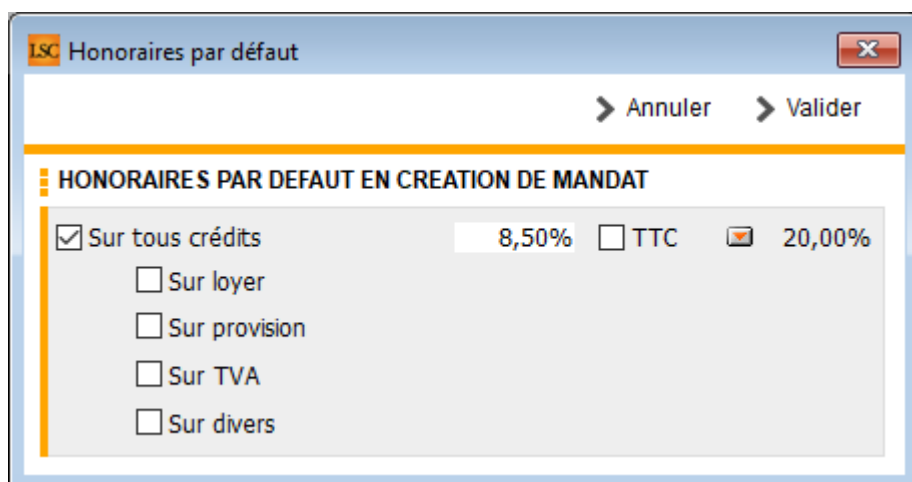 LSC Honoraires par défaut
Annuler Valider
HONORAIRES PAR DEFAUT EN CREATION DE MANDAT
Sur tous crédits 8,50% TTC 20,00%
Sur loyer
Sur provision
Sur TVA
Sur divers